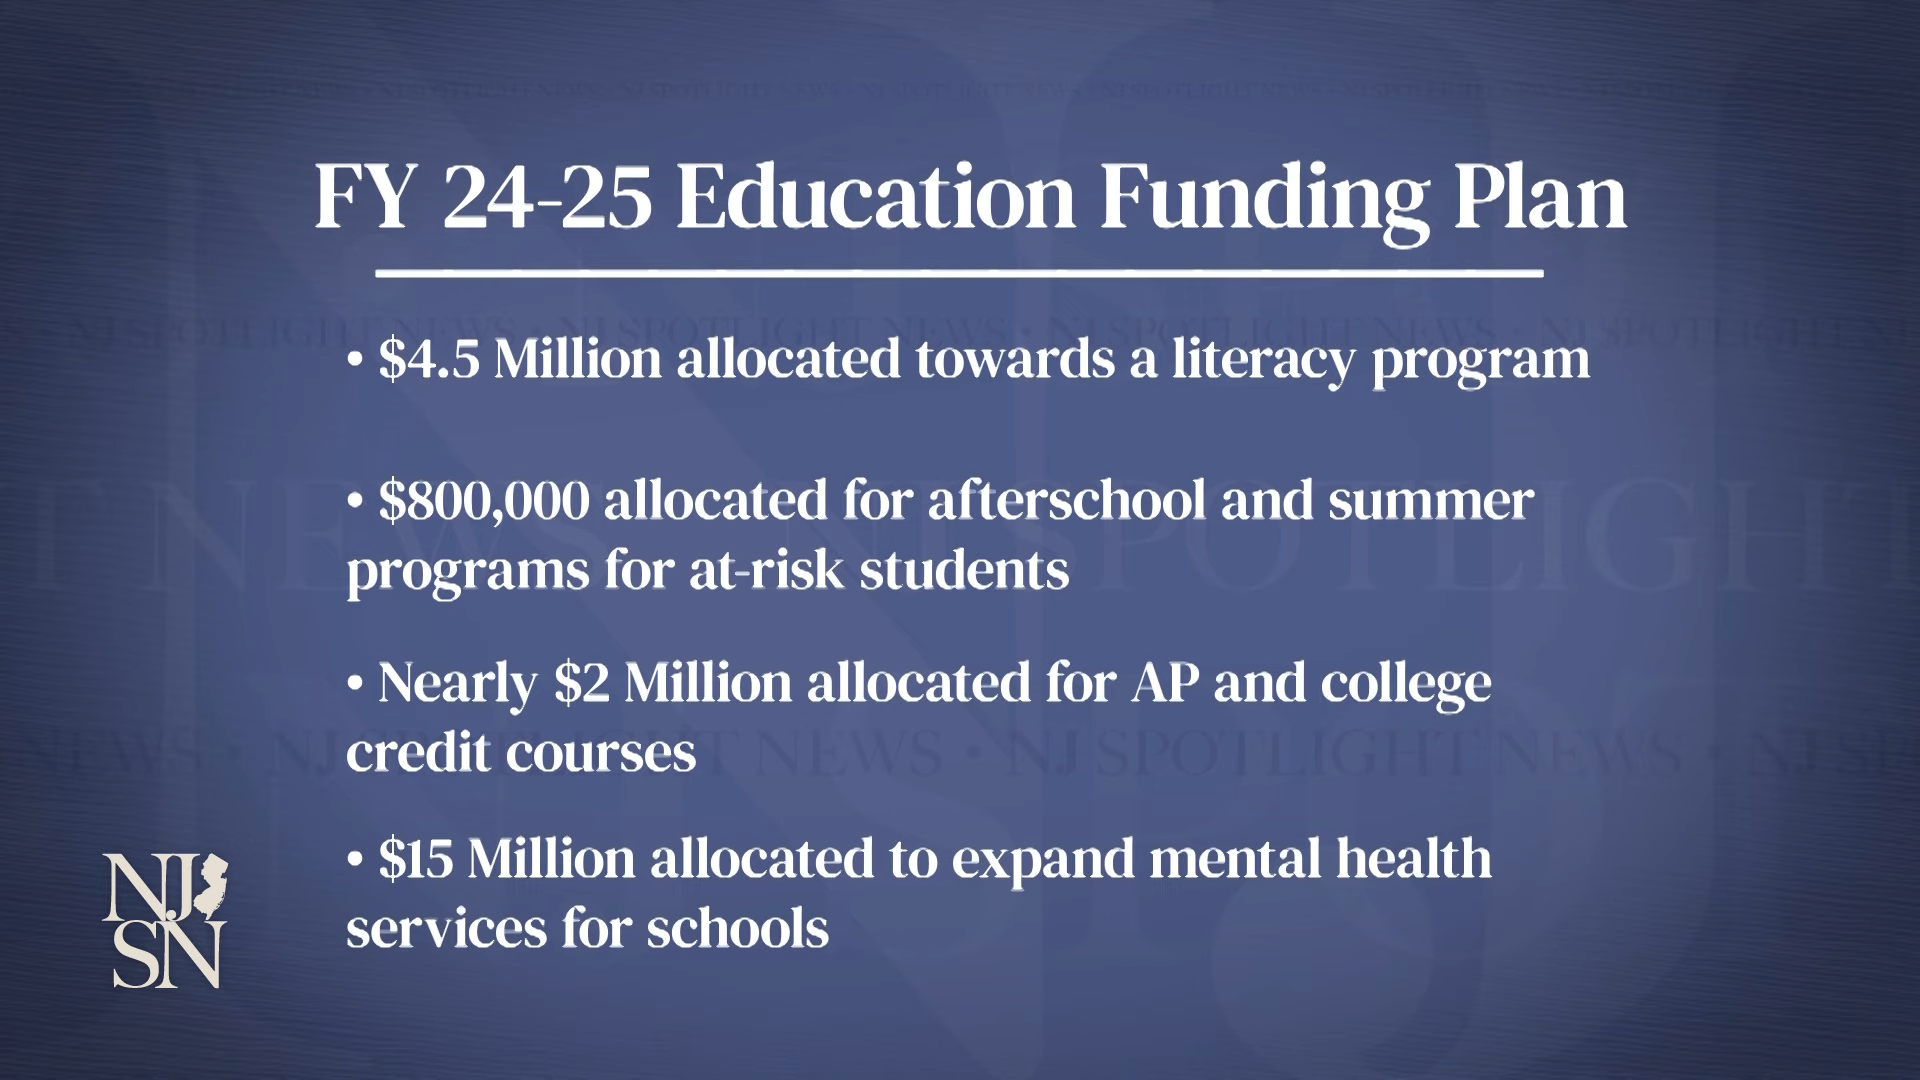 FY 24-25 Education Funding Plan
• $4.5 Million allocated towards a literacy program
• $800,000 allocated for afterschool and summer
programs for at-risk students
• Nearly $2 Million allocated for AP and college
credit courses
• $15 Million allocated to expand mental health
services for schools
NJ
SN